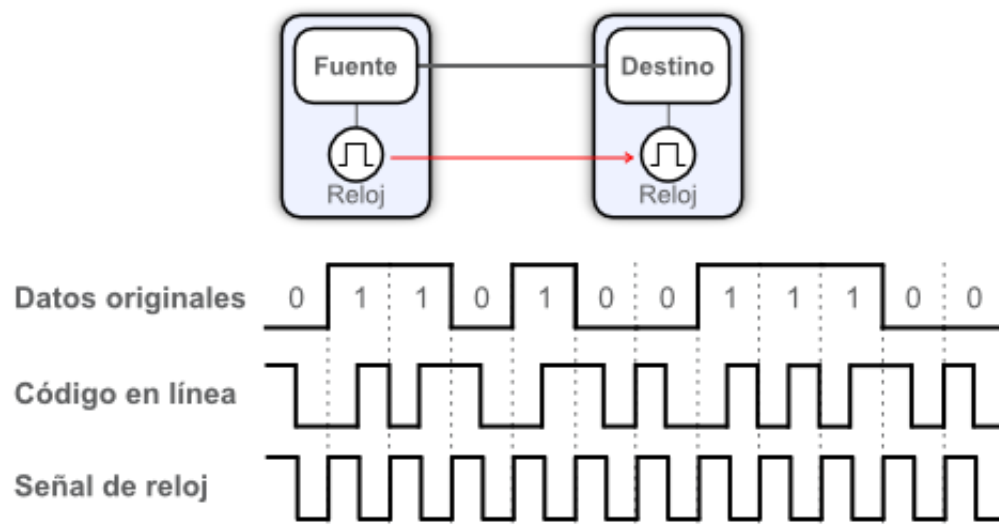 Fuente Destino
Reloj Reloj
Datos originales 0 1 1 0 1 0 0 1 1 1 0 0
Código en línea
Señal de reloj